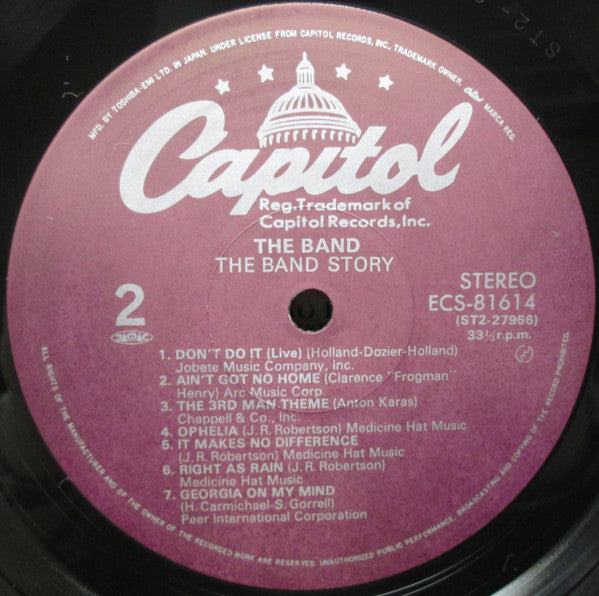 MFD. BY TOSHIBA-EMI LTD. IN JAPAN. UNDER LICENSE FROM CAPITOL RECORDS, INC., TRADEMARK OWNER. Capitol MARCA REG.
Capitol
Reg.Trademark of
Capitol Records,Inc.
THE BAND
THE BAND STORY
2
JASRAC
STEREO
ECS-81614
(ST2-27956)
33⅓r.p.m.
1. DON'T DO IT (Live) (Holland-Dozier-Holland)
Jobete Music Company, Inc.
2. AIN'T GOT NO HOME (Clarence "Frogman"
Henry) Arc Music Corp.
3. THE 3RD MAN THEME (Anton Karas)
Chappell & Co., Inc.
4. OPHELIA (J. R. Robertson) Medicine Hat Music
5. IT MAKES NO DIFFERENCE
(J. R. Robertson) Medicine Hat Music
6. RIGHT AS RAIN (J. R. Robertson)
Medicine Hat Music
7. GEORGIA ON MY MIND
(H. Carmichael-S. Gorrell)
Peer International Corporation
ALL RIGHTS OF THE MANUFACTURER AND OF THE OWNER OF THE RECORDED WORK ARE RESERVED. UNAUTHORIZED PUBLIC PERFORMANCE, BROADCASTING AND COPYING OF THE RECORD PROHIBITED.